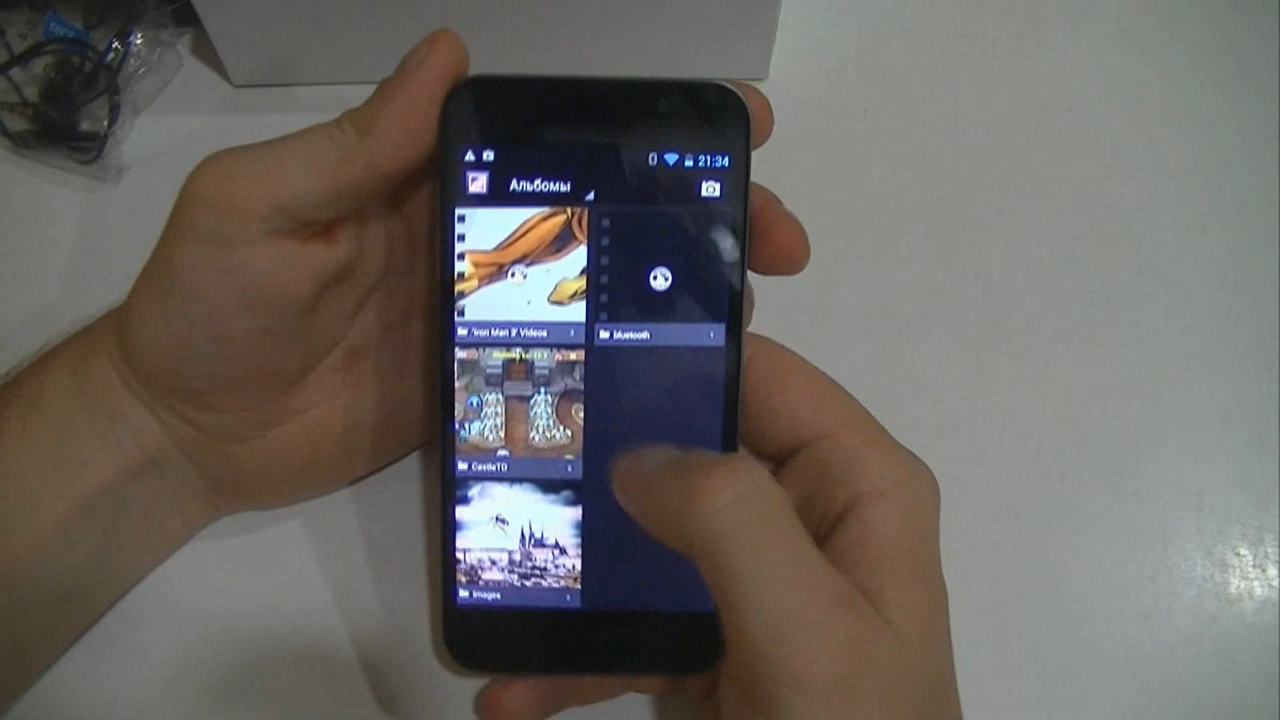 21:34
Альбомы
'Iron Man 3' Videos
bluetooth
CastleTD
Images